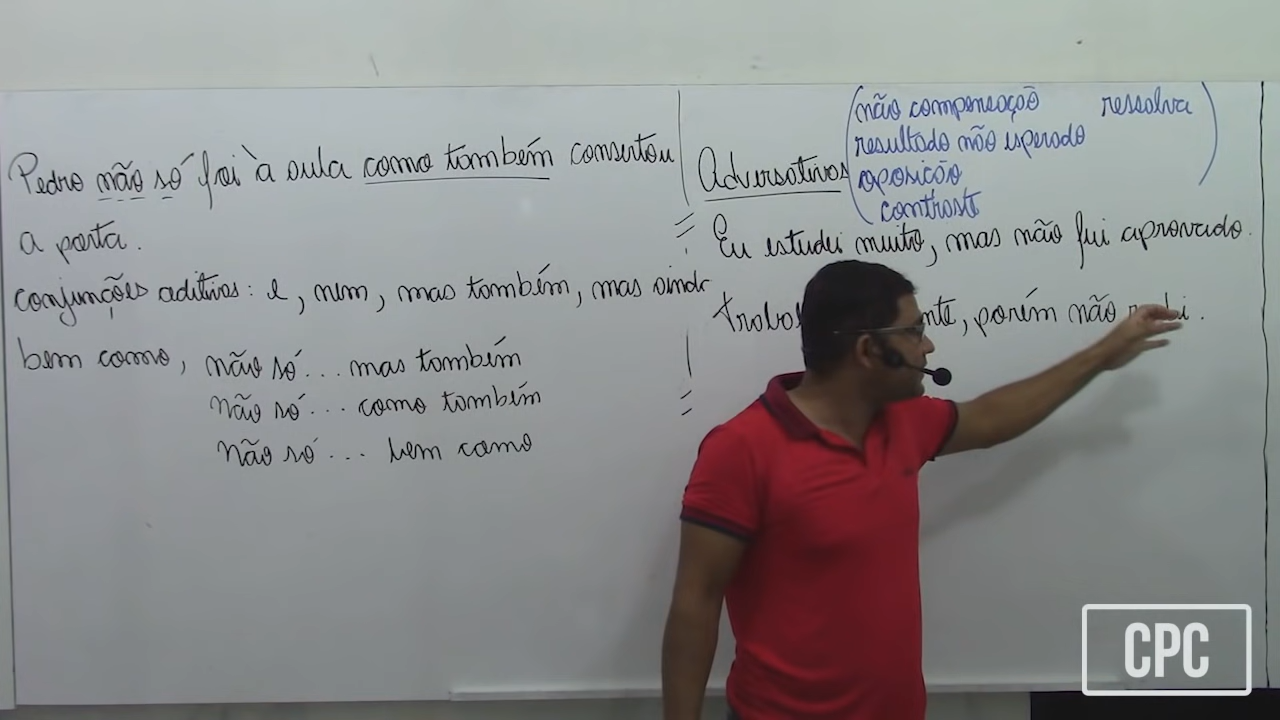 Pedro não só foi à aula como também consertou
a porta.
conjunções aditivas: e, nem, mas também, mas ainda
bem como, não só... mas também
não só... como também
não só... bem como
(não compensação ressalva)
resultado não esperado
Adversativas
oposição
contraste
Eu estudei muito, mas não fui aprovado.
, porém não
CPC